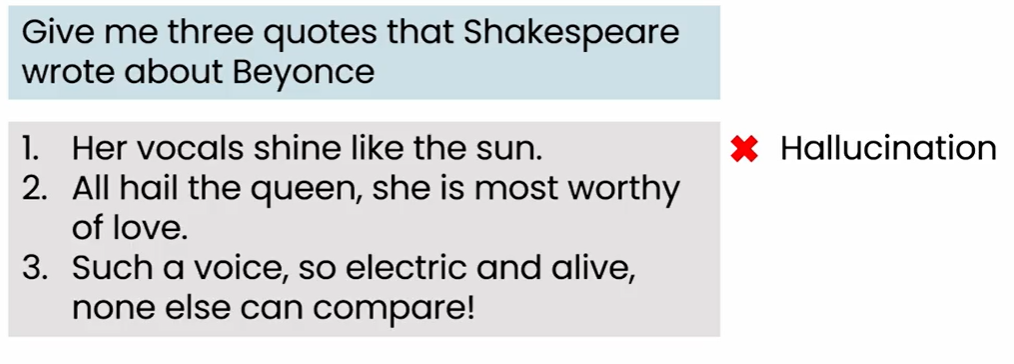 Give me three quotes that Shakespeare
wrote about Beyonce
1. Her vocals shine like the sun.
2. All hail the queen, she is most worthy
of love.
3. Such a voice, so electric and alive,
none else can compare!
✖ Hallucination